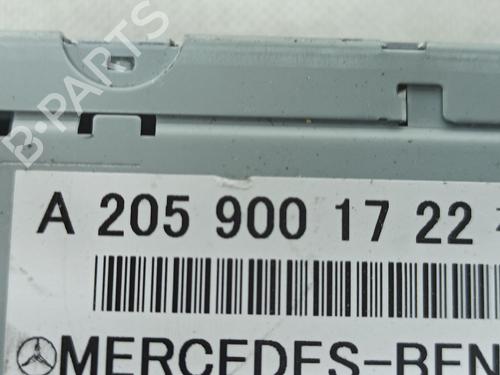 B-PARTS
A 205 900 17 22
MERCEDES-BEN